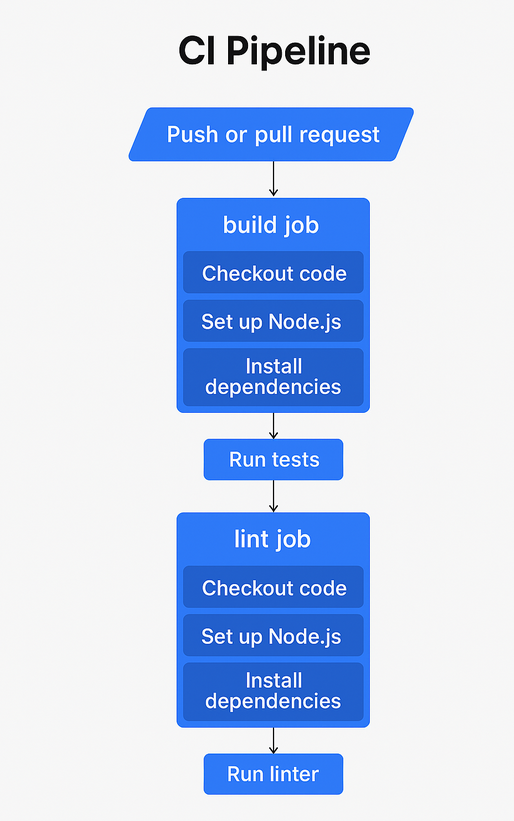 CI Pipeline
Push or pull request
build job
Checkout code
Set up Node.js
Install
dependencies
Run tests
lint job
Checkout code
Set up Node.js
Install
dependencies
Run linter